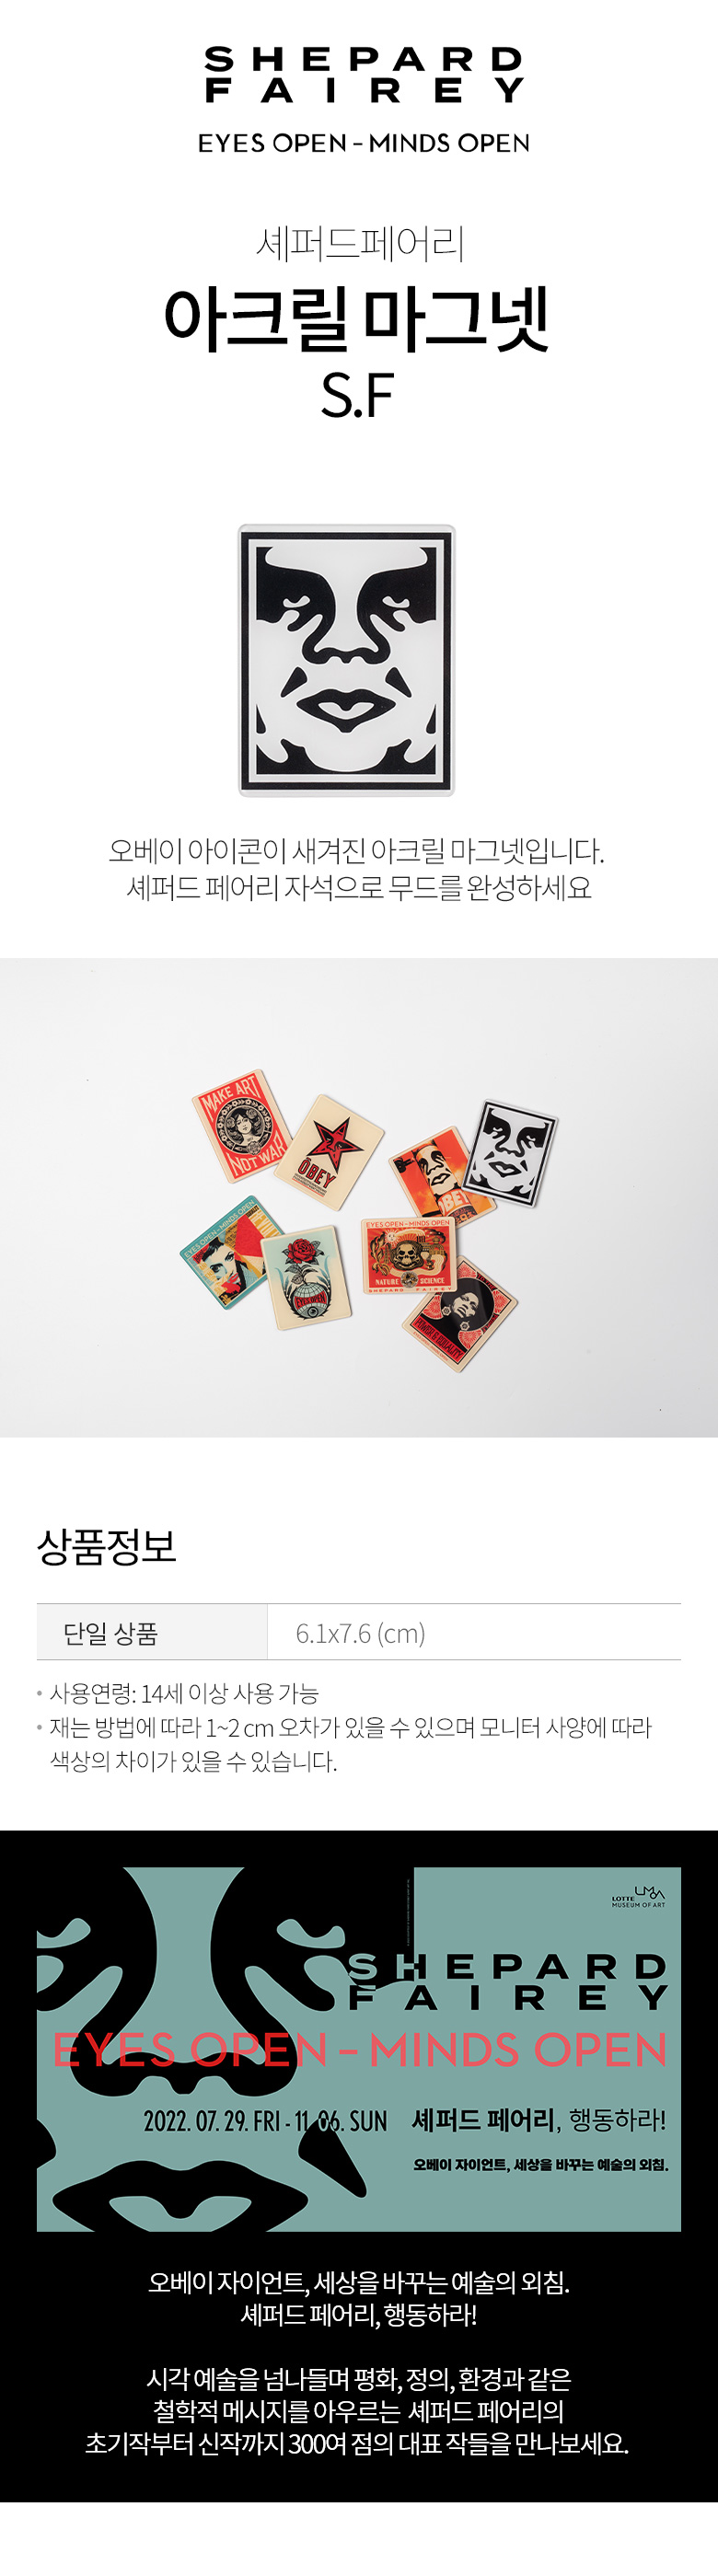 SHEPARD
FAIREY
EYES OPEN – MINDS OPEN
셰퍼드페어리
아크릴 마그넷
S.F
오베이 아이콘이 새겨진 아크릴 마그넷입니다.
셰퍼드 페어리 자석으로 무드를 완성하세요
MAKE ART
NOT WAR
OBEY
OBEY
EYES OPEN – MINDS OPEN
EYES OPEN
EYES OPEN – MINDS OPEN
NATURE SCIENCE
SHEPARD FAIREY
POWER & EQUALITY
상품정보
단일 상품 6.1x7.6 (cm)
• 사용연령: 14세 이상 사용 가능
• 재는 방법에 따라 1~2 cm 오차가 있을 수 있으며 모니터 사양에 따라
색상의 차이가 있을 수 있습니다.
LOTTE
MUSEUM OF ART
SHEPARD
FAIREY
EYES OPEN – MINDS OPEN
2022. 07. 29. FRI - 11. 06. SUN 셰퍼드 페어리, 행동하라!
오베이 자이언트, 세상을 바꾸는 예술의 외침.
오베이 자이언트, 세상을 바꾸는 예술의 외침.
셰퍼드 페어리, 행동하라!
시각 예술을 넘나들며 평화, 정의, 환경과 같은
철학적 메시지를 아우르는 셰퍼드 페어리의
초기작부터 신작까지 300여 점의 대표 작들을 만나보세요.